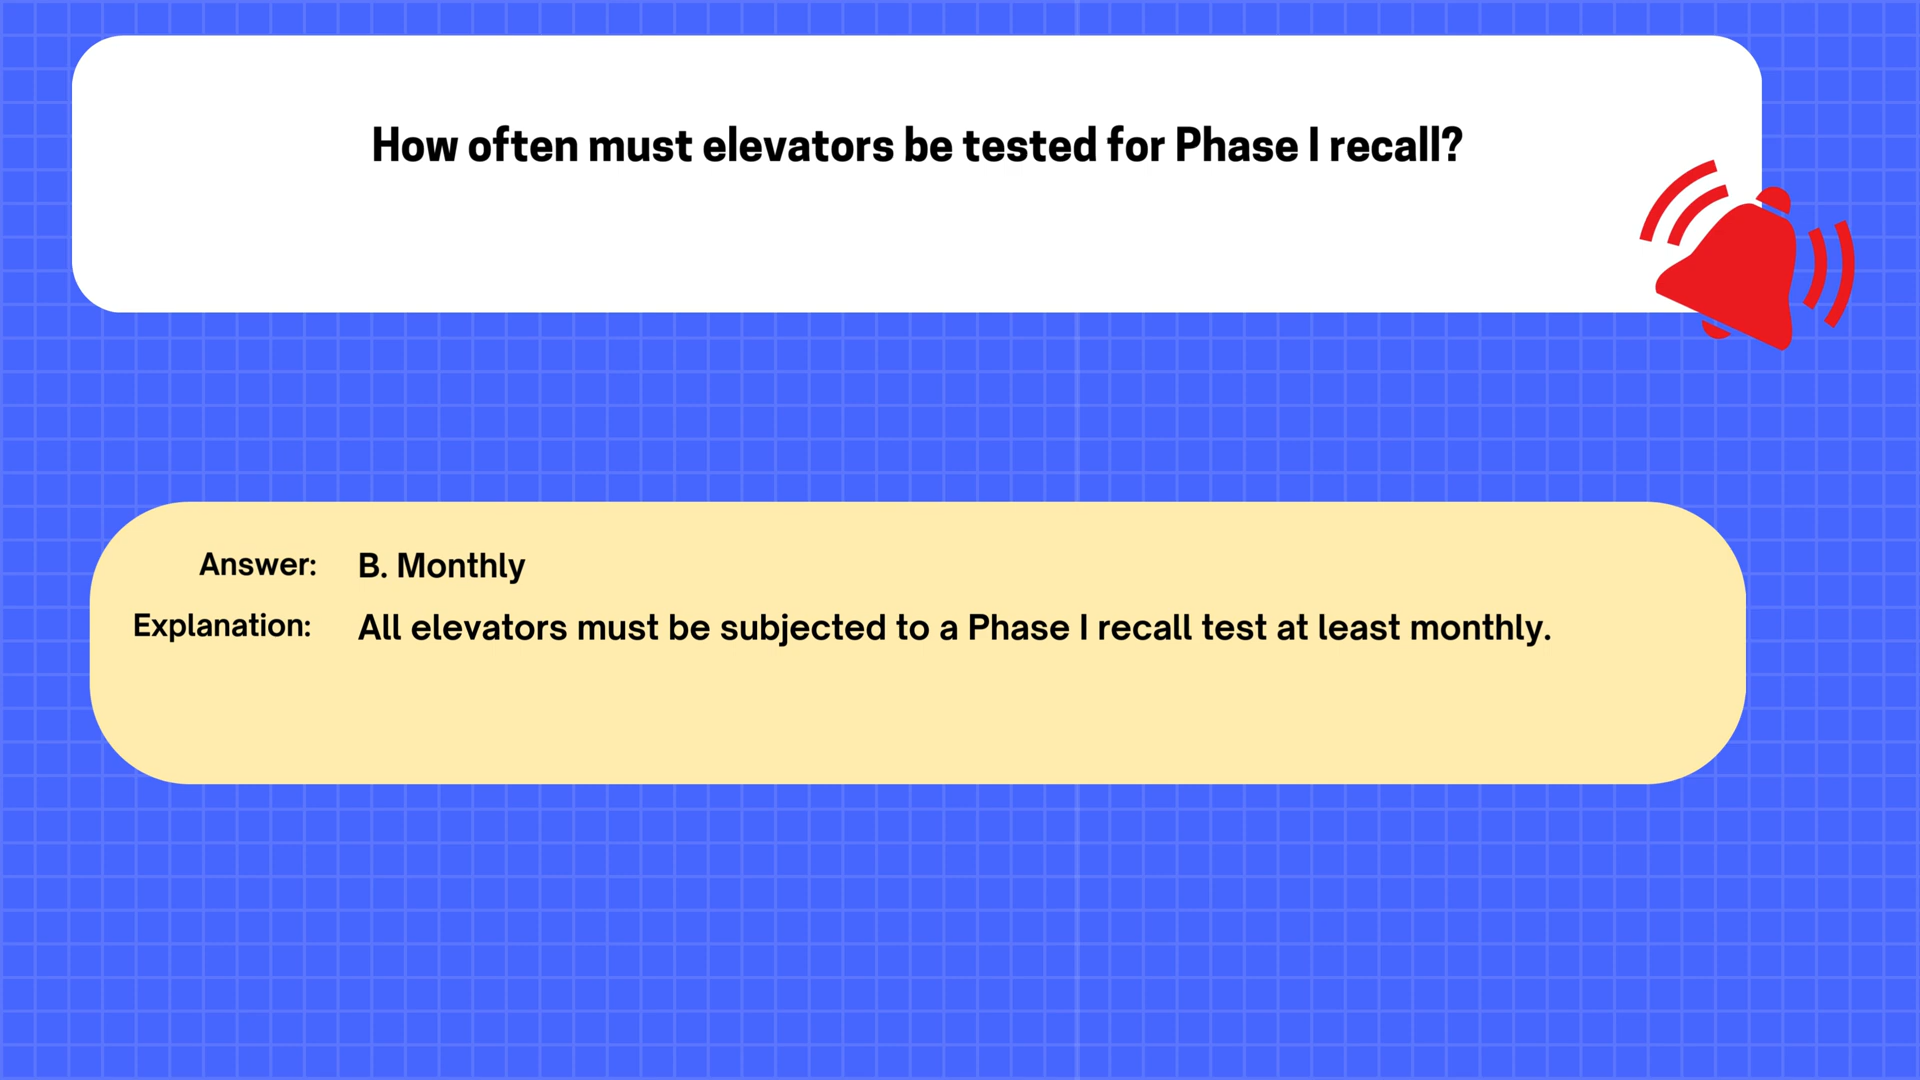 How often must elevators be tested for Phase I recall?
Answer: B. Monthly
Explanation: All elevators must be subjected to a Phase I recall test at least monthly.